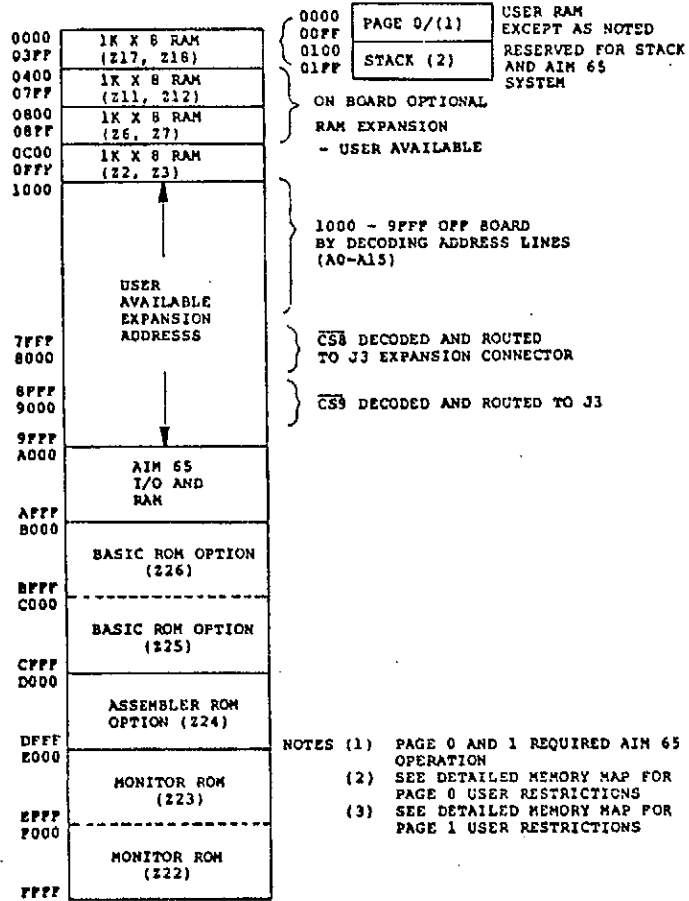 0000
03FF
1K X 8 RAM
(Z17, Z18)
0000
00FF
0100
01FF
PAGE 0/(1)
STACK (2)
USER RAM
EXCEPT AS NOTED
RESERVED FOR STACK
AND AIM 65
SYSTEM
0400
07FF
1K X 8 RAM
(Z11, Z12)
0800
08FF
1K X 8 RAM
(Z6, Z7)
0C00
0FFF
1K X 8 RAM
(Z2, Z3)
ON BOARD OPTIONAL
RAM EXPANSION
- USER AVAILABLE
1000
1000 - 9FFF OFF BOARD
BY DECODING ADDRESS LINES
(A0-A15)
USER
AVAILABLE
EXPANSION
ADDRESSS
7FFF
8000
CS8 DECODED AND ROUTED
TO J3 EXPANSION CONNECTOR
8FFF
9000
CS9 DECODED AND ROUTED TO J3
9FFF
A000
AIM 65
I/O AND
RAM
AFFF
B000
BASIC ROM OPTION
(Z26)
BFFF
C000
BASIC ROM OPTION
(Z25)
CFFF
D000
ASSEMBLER ROM
OPTION (Z24)
DFFF
E000
MONITOR ROM
(Z23)
EFFF
F000
MONITOR ROM
(Z22)
FFFF
NOTES (1) PAGE 0 AND 1 REQUIRED AIM 65
OPERATION
(2) SEE DETAILED MEMORY MAP FOR
PAGE 0 USER RESTRICTIONS
(3) SEE DETAILED MEMORY MAP FOR
PAGE 1 USER RESTRICTIONS